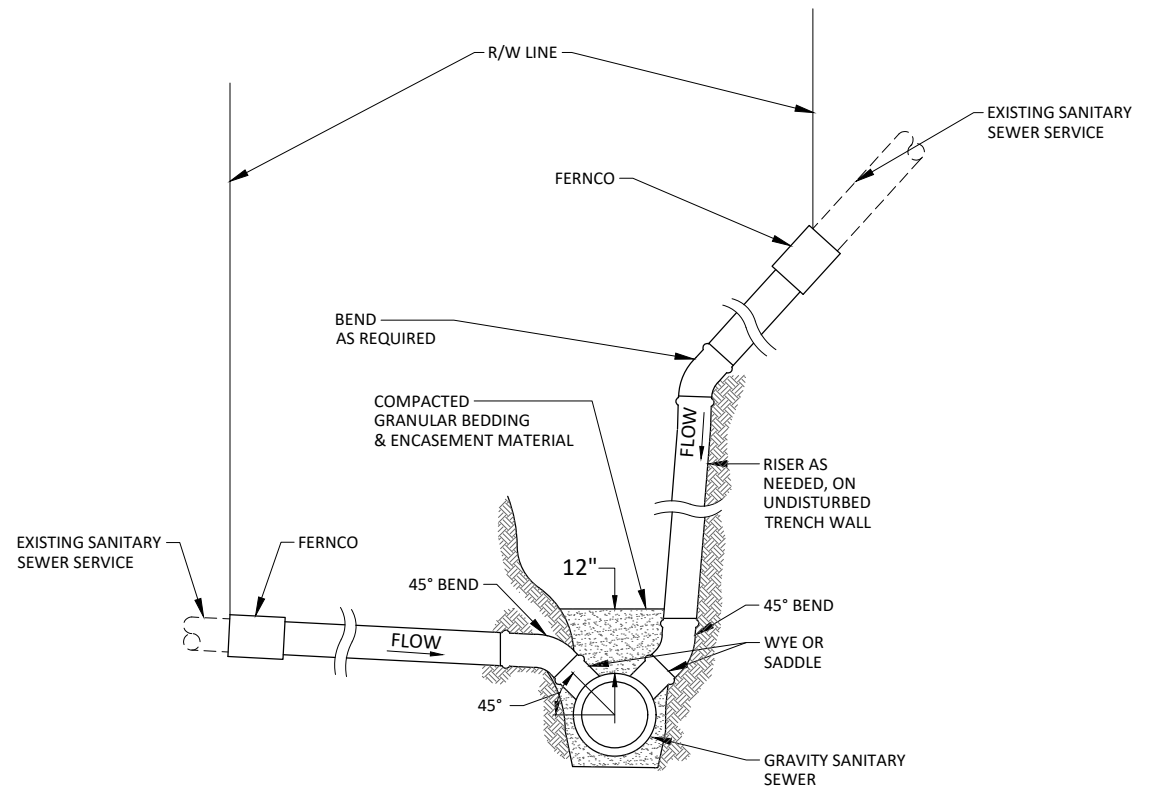 R/W LINE
EXISTING SANITARY
SEWER SERVICE
FERNCO
BEND
AS REQUIRED
COMPACTED
GRANULAR BEDDING
& ENCASEMENT MATERIAL
FLOW
RISER AS
NEEDED, ON
UNDISTURBED
TRENCH WALL
EXISTING SANITARY
SEWER SERVICE
FERNCO
12"
45° BEND
45° BEND
FLOW
WYE OR
SADDLE
45°
GRAVITY SANITARY
SEWER